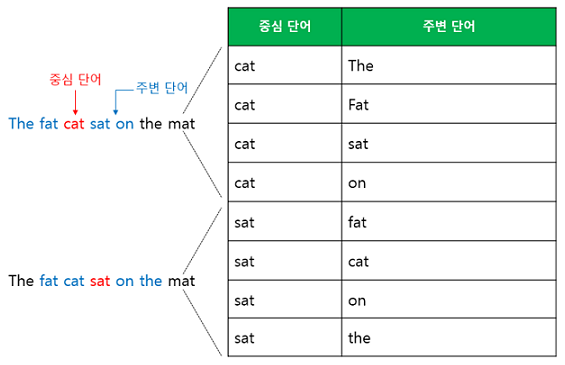 중심 단어
주변 단어
The fat cat sat on the mat
The fat cat sat on the mat
중심 단어 주변 단어
cat The
cat Fat
cat sat
cat on
sat fat
sat cat
sat on
sat the